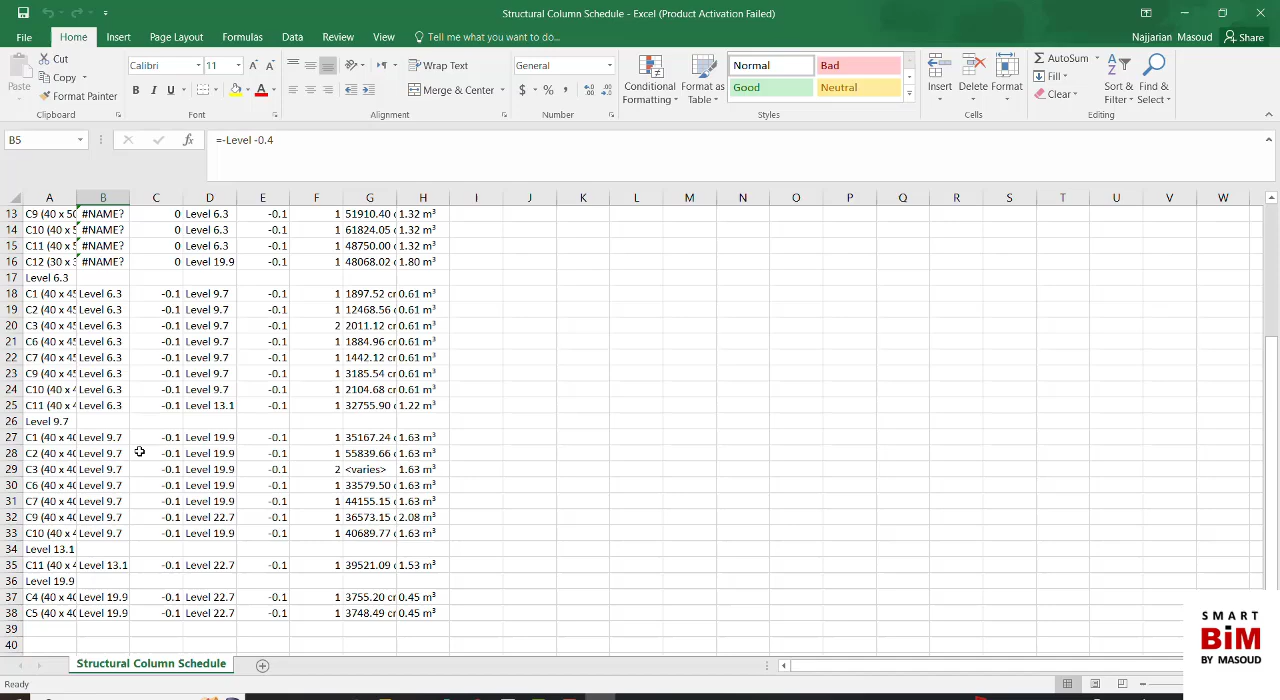 Structural Column Schedule - Excel (Product Activation Failed)
File Home Insert Page Layout Formulas Data Review View Tell me what you want to do... Najjarian Masoud Share
Paste Cut Copy Format Painter Clipboard
Calibri 11 A A B I U A Font
Wrap Text Merge & Center Alignment
General $ % , Number
Conditional Formatting Format as Table Normal Bad Good Neutral Styles
Insert Delete Format Cells
AutoSum Fill Clear Sort & Filter Find & Select Editing
B5 fx =-Level -0.4
A B C D E F G H I J K L M N O P Q R S T U V W
13 C9 (40 x 50 #NAME? 0 Level 6.3 -0.1 1 51910.40 c 1.32 m³
14 C10 (40 x 5 #NAME? 0 Level 6.3 -0.1 1 61824.05 c 1.32 m³
15 C11 (40 x 5 #NAME? 0 Level 6.3 -0.1 1 48750.00 c 1.32 m³
16 C12 (30 x 3 #NAME? 0 Level 19.9 -0.1 1 48068.02 c 1.80 m³
17 Level 6.3
18 C1 (40 x 45 Level 6.3 -0.1 Level 9.7 -0.1 1 1897.52 cm 0.61 m³
19 C2 (40 x 45 Level 6.3 -0.1 Level 9.7 -0.1 1 12468.56 c 0.61 m³
20 C3 (40 x 45 Level 6.3 -0.1 Level 9.7 -0.1 2 2011.12 cm 0.61 m³
21 C6 (40 x 45 Level 6.3 -0.1 Level 9.7 -0.1 1 1884.96 cm 0.61 m³
22 C7 (40 x 45 Level 6.3 -0.1 Level 9.7 -0.1 1 1442.12 cm 0.61 m³
23 C9 (40 x 45 Level 6.3 -0.1 Level 9.7 -0.1 1 3185.54 cm 0.61 m³
24 C10 (40 x 4 Level 6.3 -0.1 Level 9.7 -0.1 1 2104.68 cm 0.61 m³
25 C11 (40 x 4 Level 6.3 -0.1 Level 13.1 -0.1 1 32755.90 c 1.22 m³
26 Level 9.7
27 C1 (40 x 40 Level 9.7 -0.1 Level 19.9 -0.1 1 35167.24 c 1.63 m³
28 C2 (40 x 40 Level 9.7 -0.1 Level 19.9 -0.1 1 55839.66 c 1.63 m³
29 C3 (40 x 40 Level 9.7 -0.1 Level 19.9 -0.1 2 <varies> 1.63 m³
30 C6 (40 x 40 Level 9.7 -0.1 Level 19.9 -0.1 1 33579.50 c 1.63 m³
31 C7 (40 x 40 Level 9.7 -0.1 Level 19.9 -0.1 1 44155.15 c 1.63 m³
32 C9 (40 x 40 Level 9.7 -0.1 Level 22.7 -0.1 1 36573.15 c 2.08 m³
33 C10 (40 x 4 Level 9.7 -0.1 Level 19.9 -0.1 1 40689.77 c 1.63 m³
34 Level 13.1
35 C11 (40 x 4 Level 13.1 -0.1 Level 22.7 -0.1 1 39521.09 c 1.53 m³
36 Level 19.9
37 C4 (40 x 40 Level 19.9 -0.1 Level 22.7 -0.1 1 3755.20 cm 0.45 m³
38 C5 (40 x 40 Level 19.9 -0.1 Level 22.7 -0.1 1 3748.49 cm 0.45 m³
39
40
Structural Column Schedule
Ready
SMART
BiM
BY MASOUD